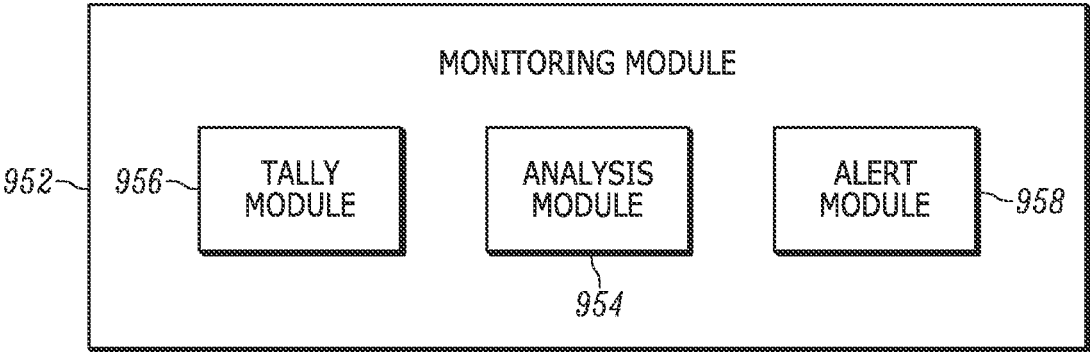 MONITORING MODULE
952
956
TALLY
MODULE
ANALYSIS
MODULE
ALERT
MODULE
958
954